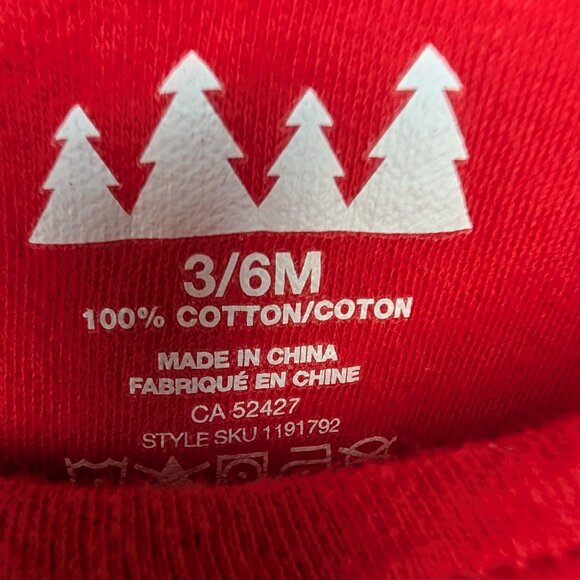 3/6M
100% COTTON/COTON
MADE IN CHINA
FABRIQUÉ EN CHINE
CA 52427
STYLE SKU 1191792